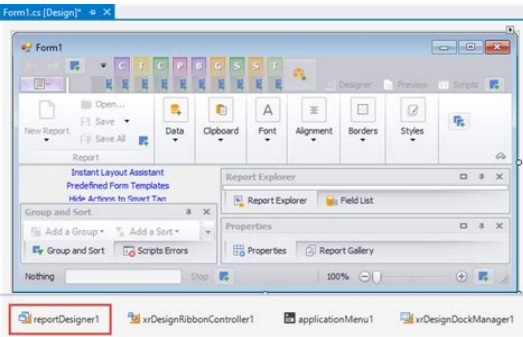 Form1.cs [Design]*
Form1
C T C P B G S S T
Designer Preview Scripts
New Report
Open...
Save
Save All
Data
Clipboard
Font
Alignment
Borders
Styles
Report
Instant Layout Assistant
Predefined Form Templates
Hide Actions to Smart Tag
Report Explorer
Report Explorer Field List
Group and Sort
Add a Group Add a Sort
Group and Sort Scripts Errors
Properties
Properties Report Gallery
Nothing Stop 100%
reportDesigner1 xrDesignRibbonController1 applicationMenu1 xrDesignDockManager1